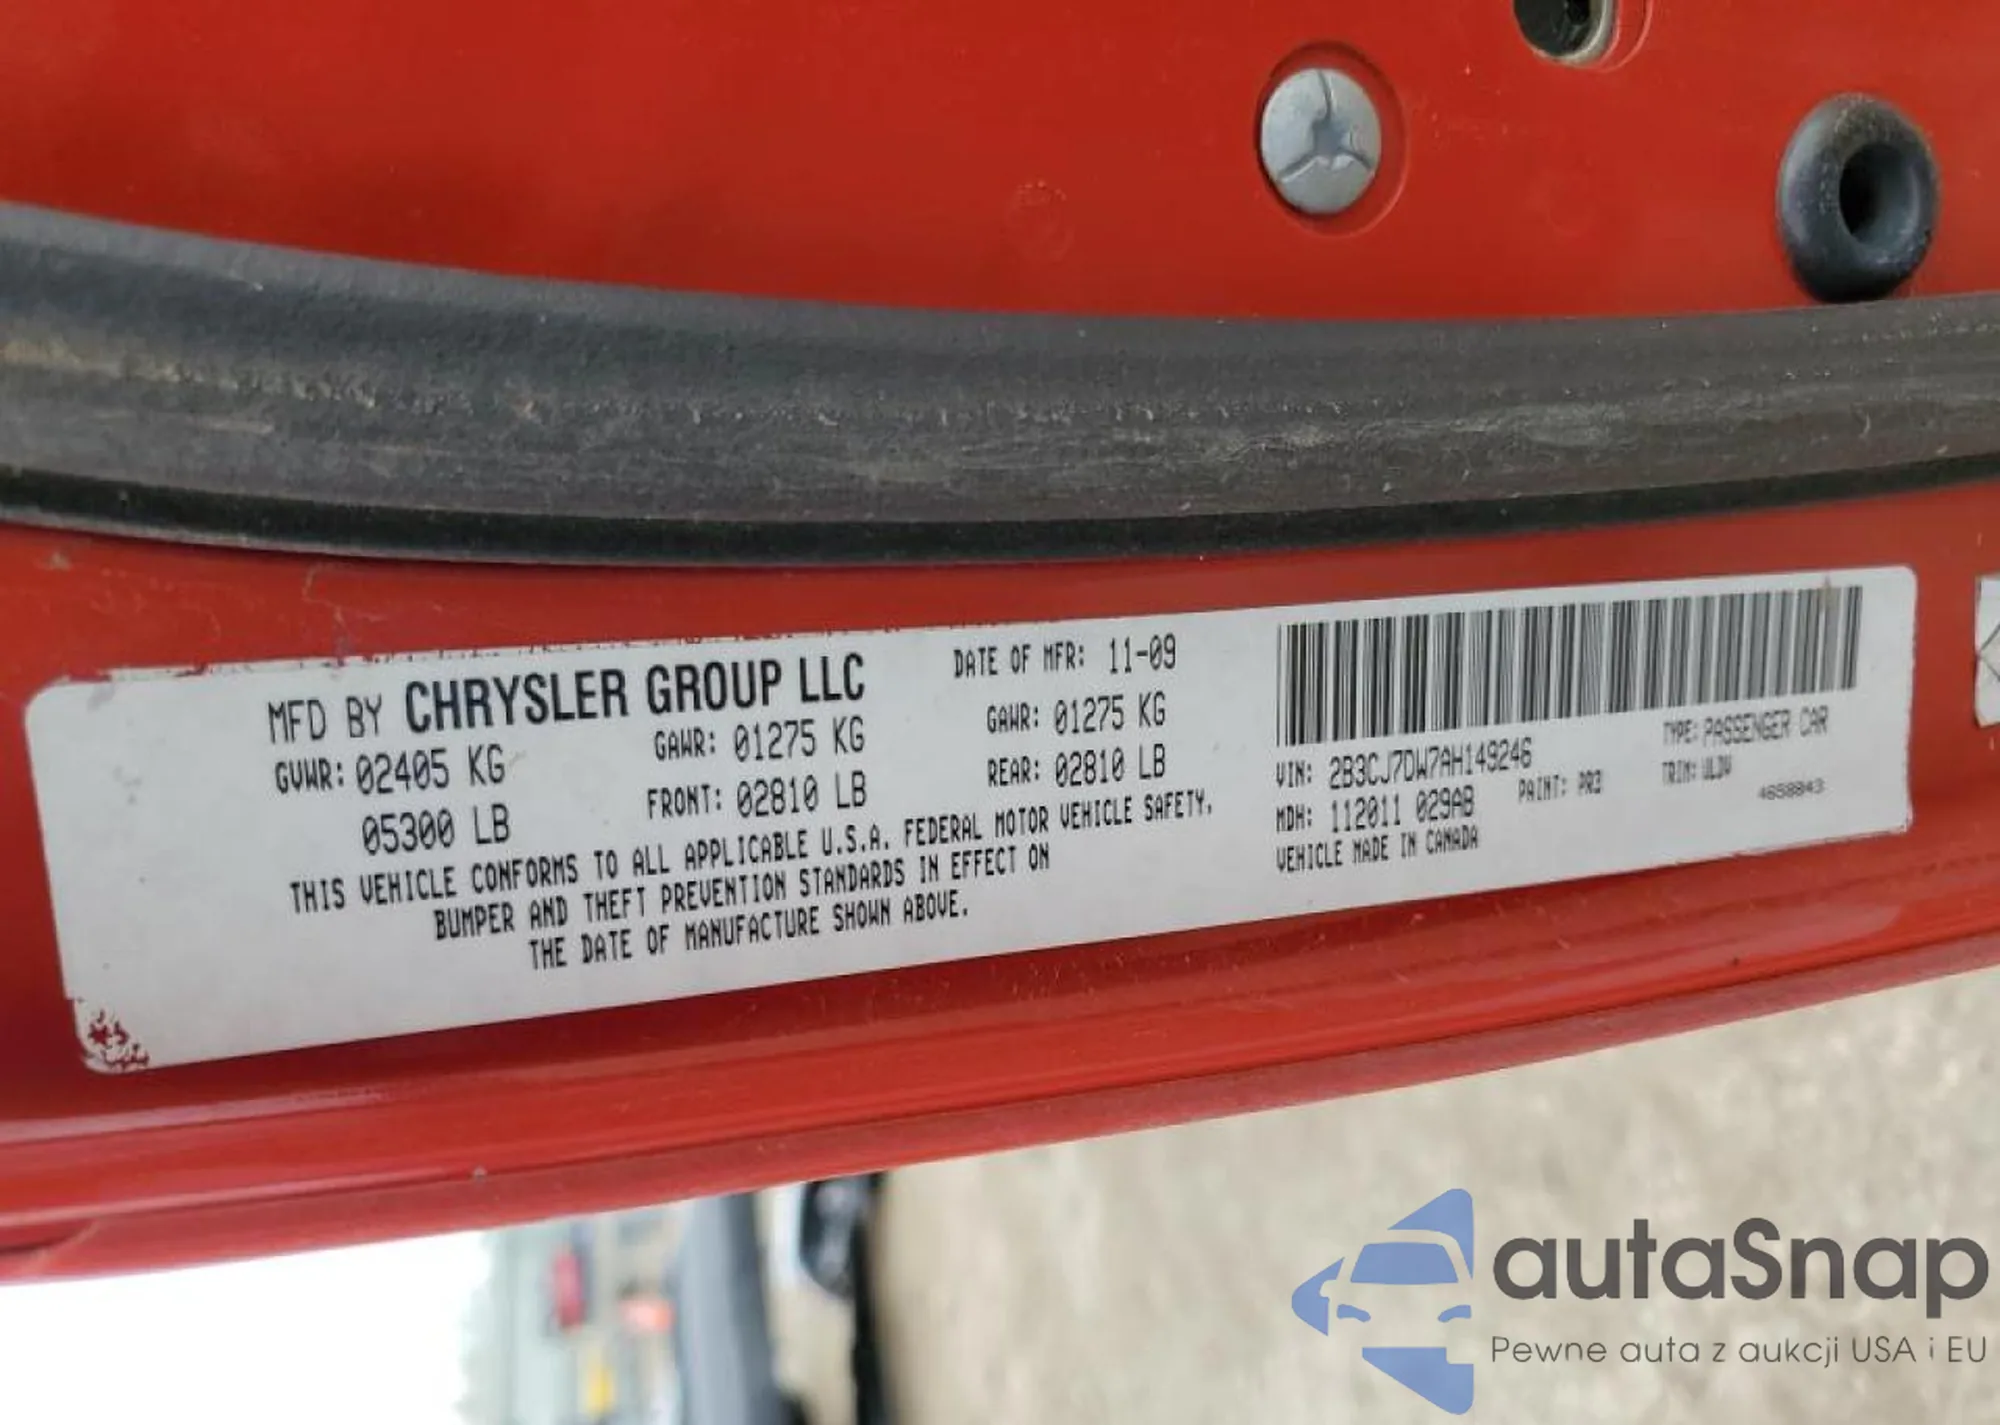 MFD BY CHRYSLER GROUP LLC
DATE OF MFR: 11-09
GVWR: 02405 KG
GAWR: 01275 KG
GAWR: 01275 KG
05300 LB
FRONT: 02810 LB
REAR: 02810 LB
THIS VEHICLE CONFORMS TO ALL APPLICABLE U.S.A. FEDERAL MOTOR VEHICLE SAFETY,
BUMPER AND THEFT PREVENTION STANDARDS IN EFFECT ON
THE DATE OF MANUFACTURE SHOWN ABOVE.
VIN: 2B3CJ7DW7AH149246
TYPE: PASSENGER CAR
MDH: 112011 029AB
PAINT: PR3
TRIM:
4658843
VEHICLE MADE IN CANADA
autaSnap
Pewne auta z aukcji USA i EU